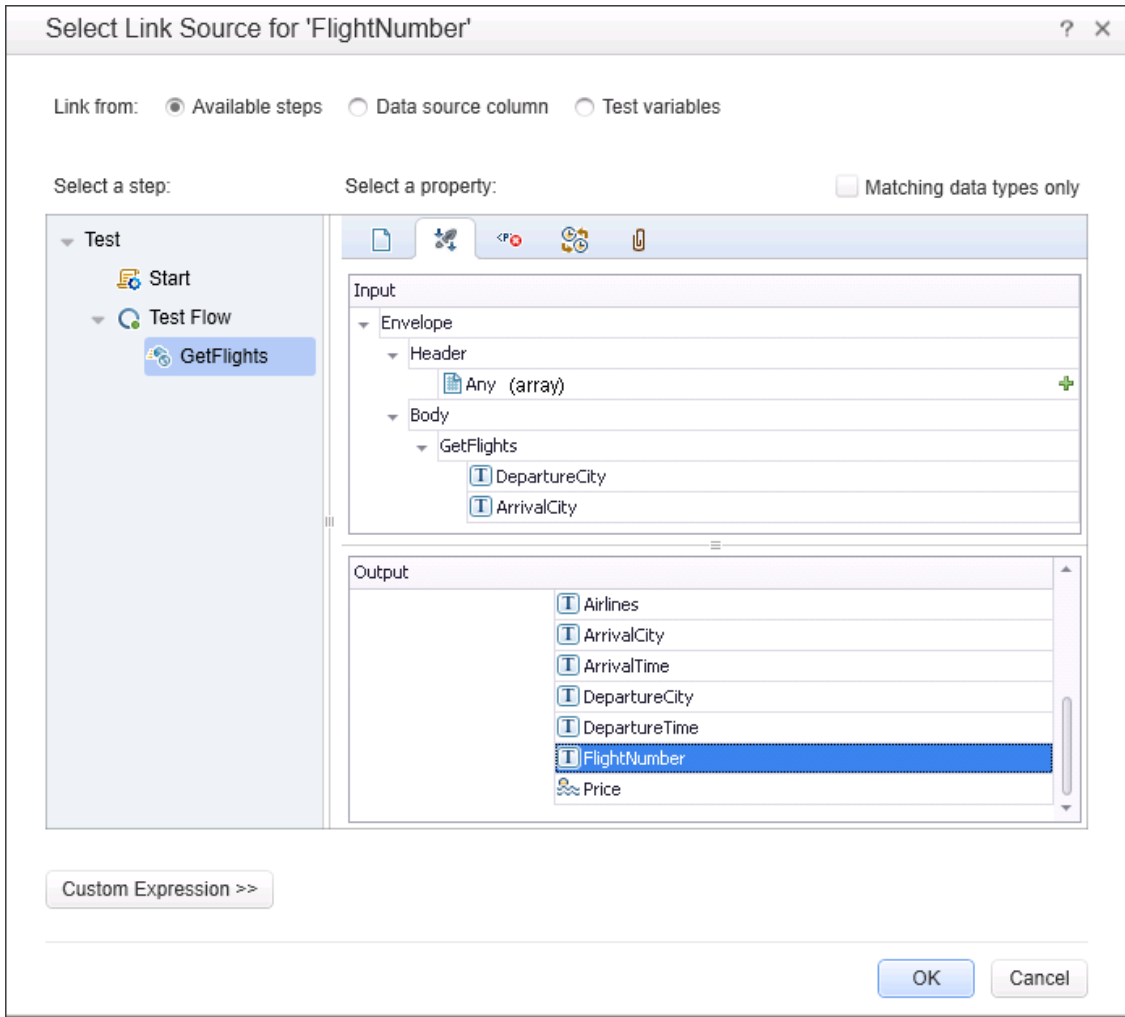 Select Link Source for 'FlightNumber'
Link from: Available steps Data source column Test variables
Select a step: Select a property: Matching data types only
Test
Start
Test Flow
GetFlights
<P>
Input
Envelope
Header
Any (array)
Body
GetFlights
DepartureCity
ArrivalCity
Output
Airlines
ArrivalCity
ArrivalTime
DepartureCity
DepartureTime
FlightNumber
Price
Custom Expression >>
OK Cancel